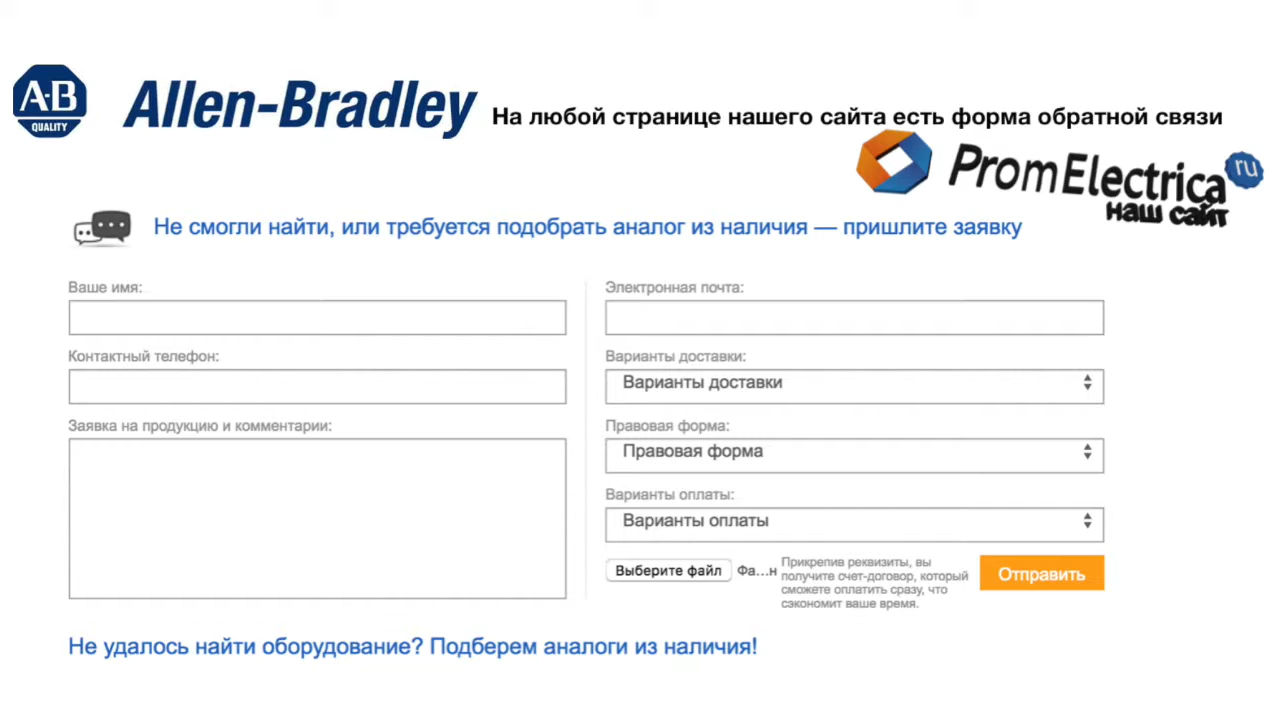 A-B
QUALITY
Allen-Bradley
На любой странице нашего сайта есть форма обратной связи
PromElectrica ru
наш сайт
Не смогли найти, или требуется подобрать аналог из наличия — пришлите заявку
Ваше имя:
Электронная почта:
Контактный телефон:
Варианты доставки:
Варианты доставки
Заявка на продукцию и комментарии:
Правовая форма:
Правовая форма
Варианты оплаты:
Варианты оплаты
Выберите файл Фа...н
Прикрепив реквизиты, вы
получите счет-договор, который
сможете оплатить сразу, что
сэкономит ваше время.
Отправить
Не удалось найти оборудование? Подберем аналоги из наличия!